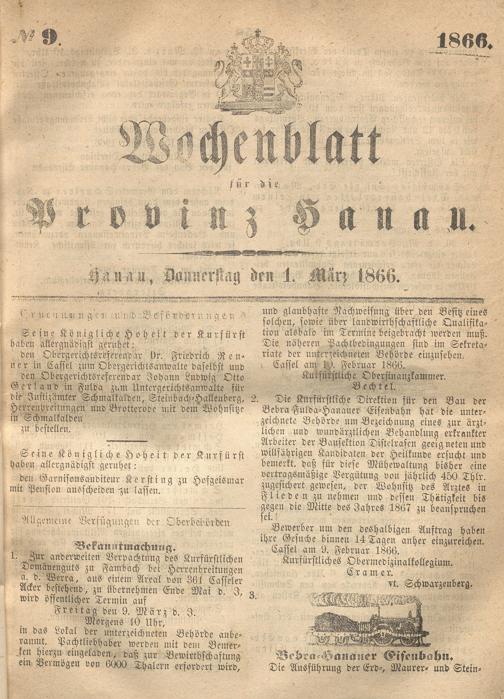 № 9.
1866.
Wochenblatt
für die
Provinz Hanau.
Hanau, Donnerstag den 1. März 1866.
Ernennungen und Beförderungen
Seine Königliche Hoheit der Kurfürst
haben allergnädigst geruhet:
den Obergerichtsreferendar Dr. Friedrich Ren-
ner in Cassel zum Obergerichtsanwalte daselbst und
den Obergerichtsreferendar Johann Ludwig Otto
Gerland in Fulda zum Untergerichtsanwalte für
die Justizämter Schmalkalden, Steinbach-Hallenberg,
Herrenbreitungen und Brotterode mit dem Wohnsitze
in Schmalkalden
zu bestellen.
Seine Königliche Hoheit der Kurfürst
haben allergnädigst geruhet:
den Garnisonsauditeur Kersting zu Hofgeismar
mit Pension ausscheiden zu lassen.
Allgemeine Verfügungen der Oberbehörden
Bekanntmachung.
1. Zur anderweiten Verpachtung des Kurfürstlichen
Domänenguts zu Fambach bei Herrenbreitungen
a. d. Werra, aus einem Areal von 361 Casseler
Acker bestehend, zu übernehmen Ende Mai d. J.,
wird öffentlicher Termin auf
Freitag den 9. März d. J.
Morgens 10 Uhr,
in das Lokal der unterzeichneten Behörde anbe-
raumt. Pachtliebhaber werden mit dem Bemer-
ken hierzu eingeladen, daß zur Bewirthschaftung
ein Vermögen von 6000 Thalern erfordert wird,
und glaubhafte Nachweisung über den Besitz eines
solchen, sowie über landwirthschaftliche Qualifika-
tion alsbald im Termine beigebracht werden muß.
Die näheren Pachtbedingungen sind im Sekreta-
riate der unterzeichneten Behörde einzusehen.
Cassel am 10. Februar 1866.
Kurfürstliche Oberfinanzkammer.
Bechtel.
2. Die Kurfürstliche Direktion für den Bau der
Bebra-Fulda-Hanauer Eisenbahn hat die unter-
zeichnete Behörde um Bezeichnung eines zur ärzt-
lichen und wundärztlichen Behandlung erkrankter
Arbeiter der Bausektion Distelrasen geeigneten und
willfährigen Kandidaten der Heilkunde ersucht und
bemerkt, daß für diese Mühewaltung bisher eine
vertragsmäßige Vergütung von jährlich 450 Thlr.
zugesichert gewesen, der Wohnsitz des Arztes in
Flieden zu nehmen und dessen Thätigkeit bis
gegen die Mitte des Jahres 1867 zu beanspruchen
sei.
Bewerber um den deshalbigen Auftrag haben
ihre Gesuche binnen 14 Tagen anher einzureichen.
Cassel am 9. Februar 1866.
Kurfürstliches Obermedizinalkollegium.
Cramer.
vt. Schwarzenberg.
3.
Bebra-Hanauer Eisenbahn.
Die Ausführung der Erd-, Maurer- und Stein-